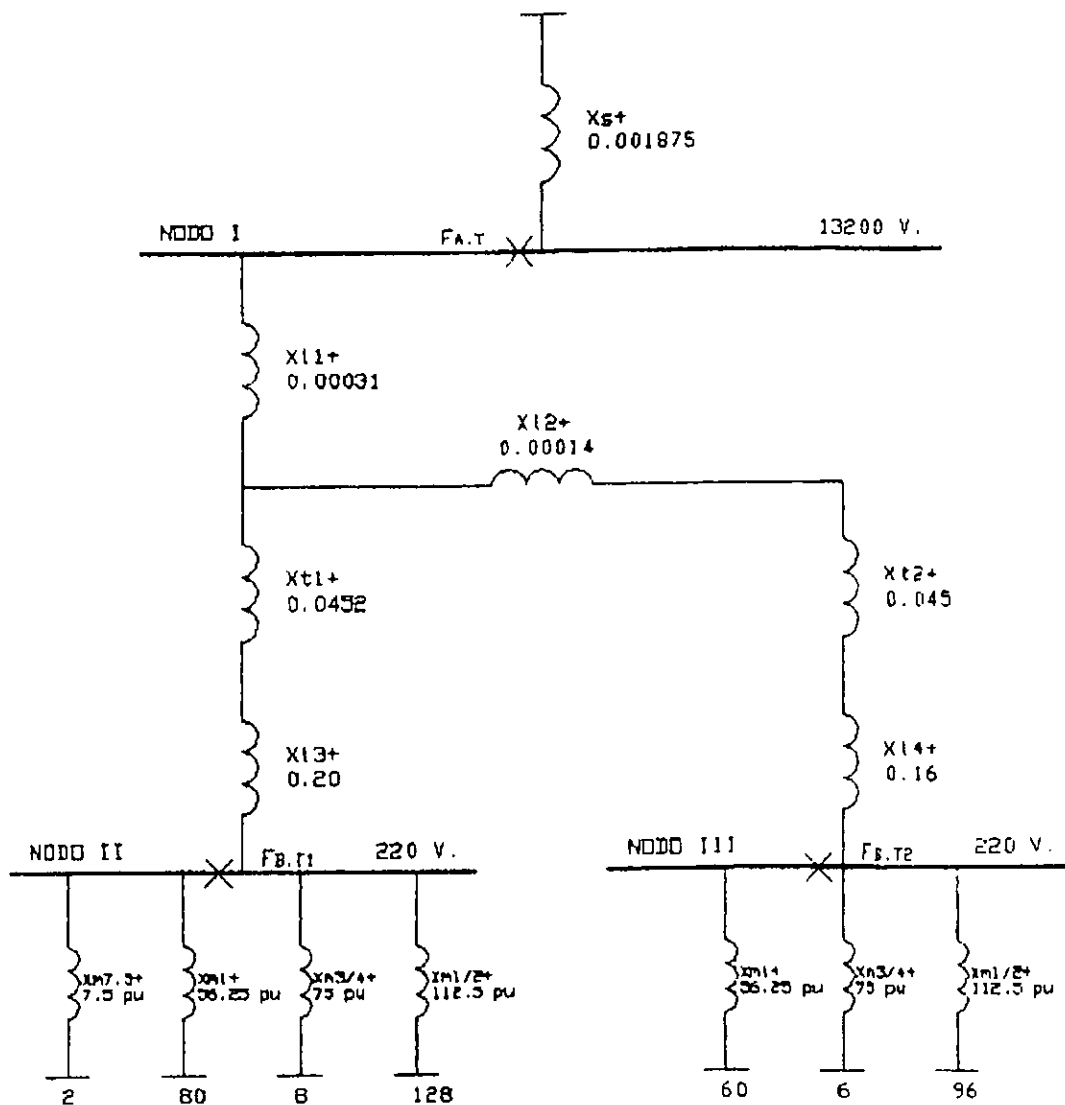 Xs+
0.001875
NODO I
FA.T
13200 V.
Xl1+
0.00031
Xl2+
0.00014
Xt1+
0.0452
Xt2+
0.045
Xl3+
0.20
Xl4+
0.16
NODO II
FB.T1
220 V.
NODO III
FB.T2
220 V.
Xm7.5+
7.5 pu
Xm1+
56.25 pu
Xm3/4+
75 pu
Xm1/2+
112.5 pu
Xm1+
56.25 pu
Xm3/4+
75 pu
Xm1/2+
112.5 pu
2
80
8
128
60
6
96